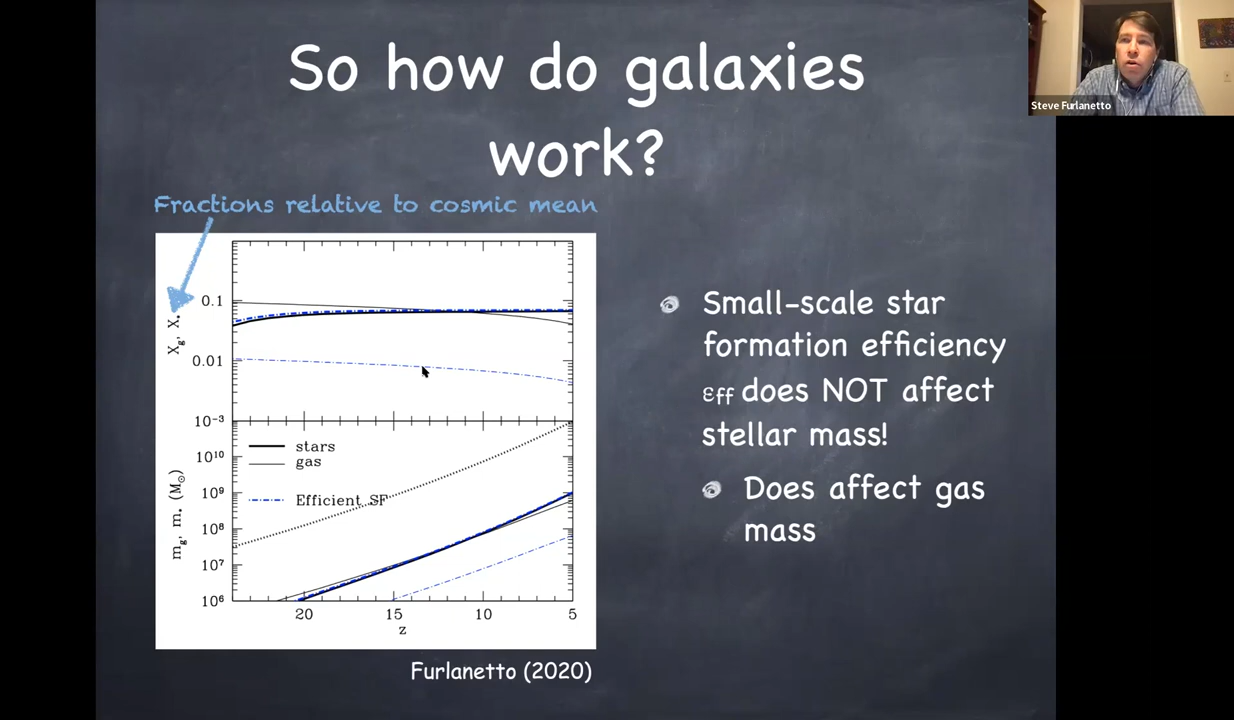 So how do galaxies
work?
Steve Furlanetto
Fractions relative to cosmic mean
0.1
0.01
10⁻³
X_g, X_*
stars
gas
Efficient SF
10¹⁰
10⁹
10⁸
10⁷
10⁶
m_g, m_* (M_☉)
20 15 10 5
z
Furlanetto (2020)
Small-scale star
formation efficiency
εff does NOT affect
stellar mass!
Does affect gas
mass